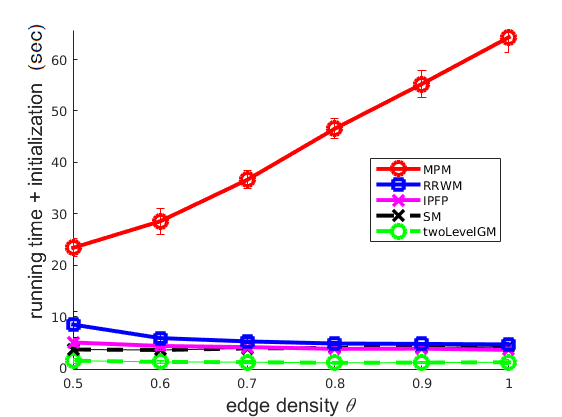 running time + initialization (sec)
60
50
40
30
20
10
0
MPM
RRWM
IPFP
SM
twoLevelGM
0.5 0.6 0.7 0.8 0.9 1
edge density θ